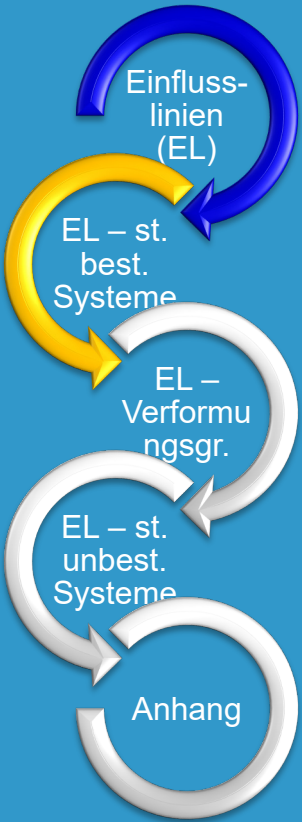 Einfluss-
linien
(EL)
EL – st.
best.
Systeme
EL –
Verformu
ngsgr.
EL – st.
unbest.
Systeme
Anhang